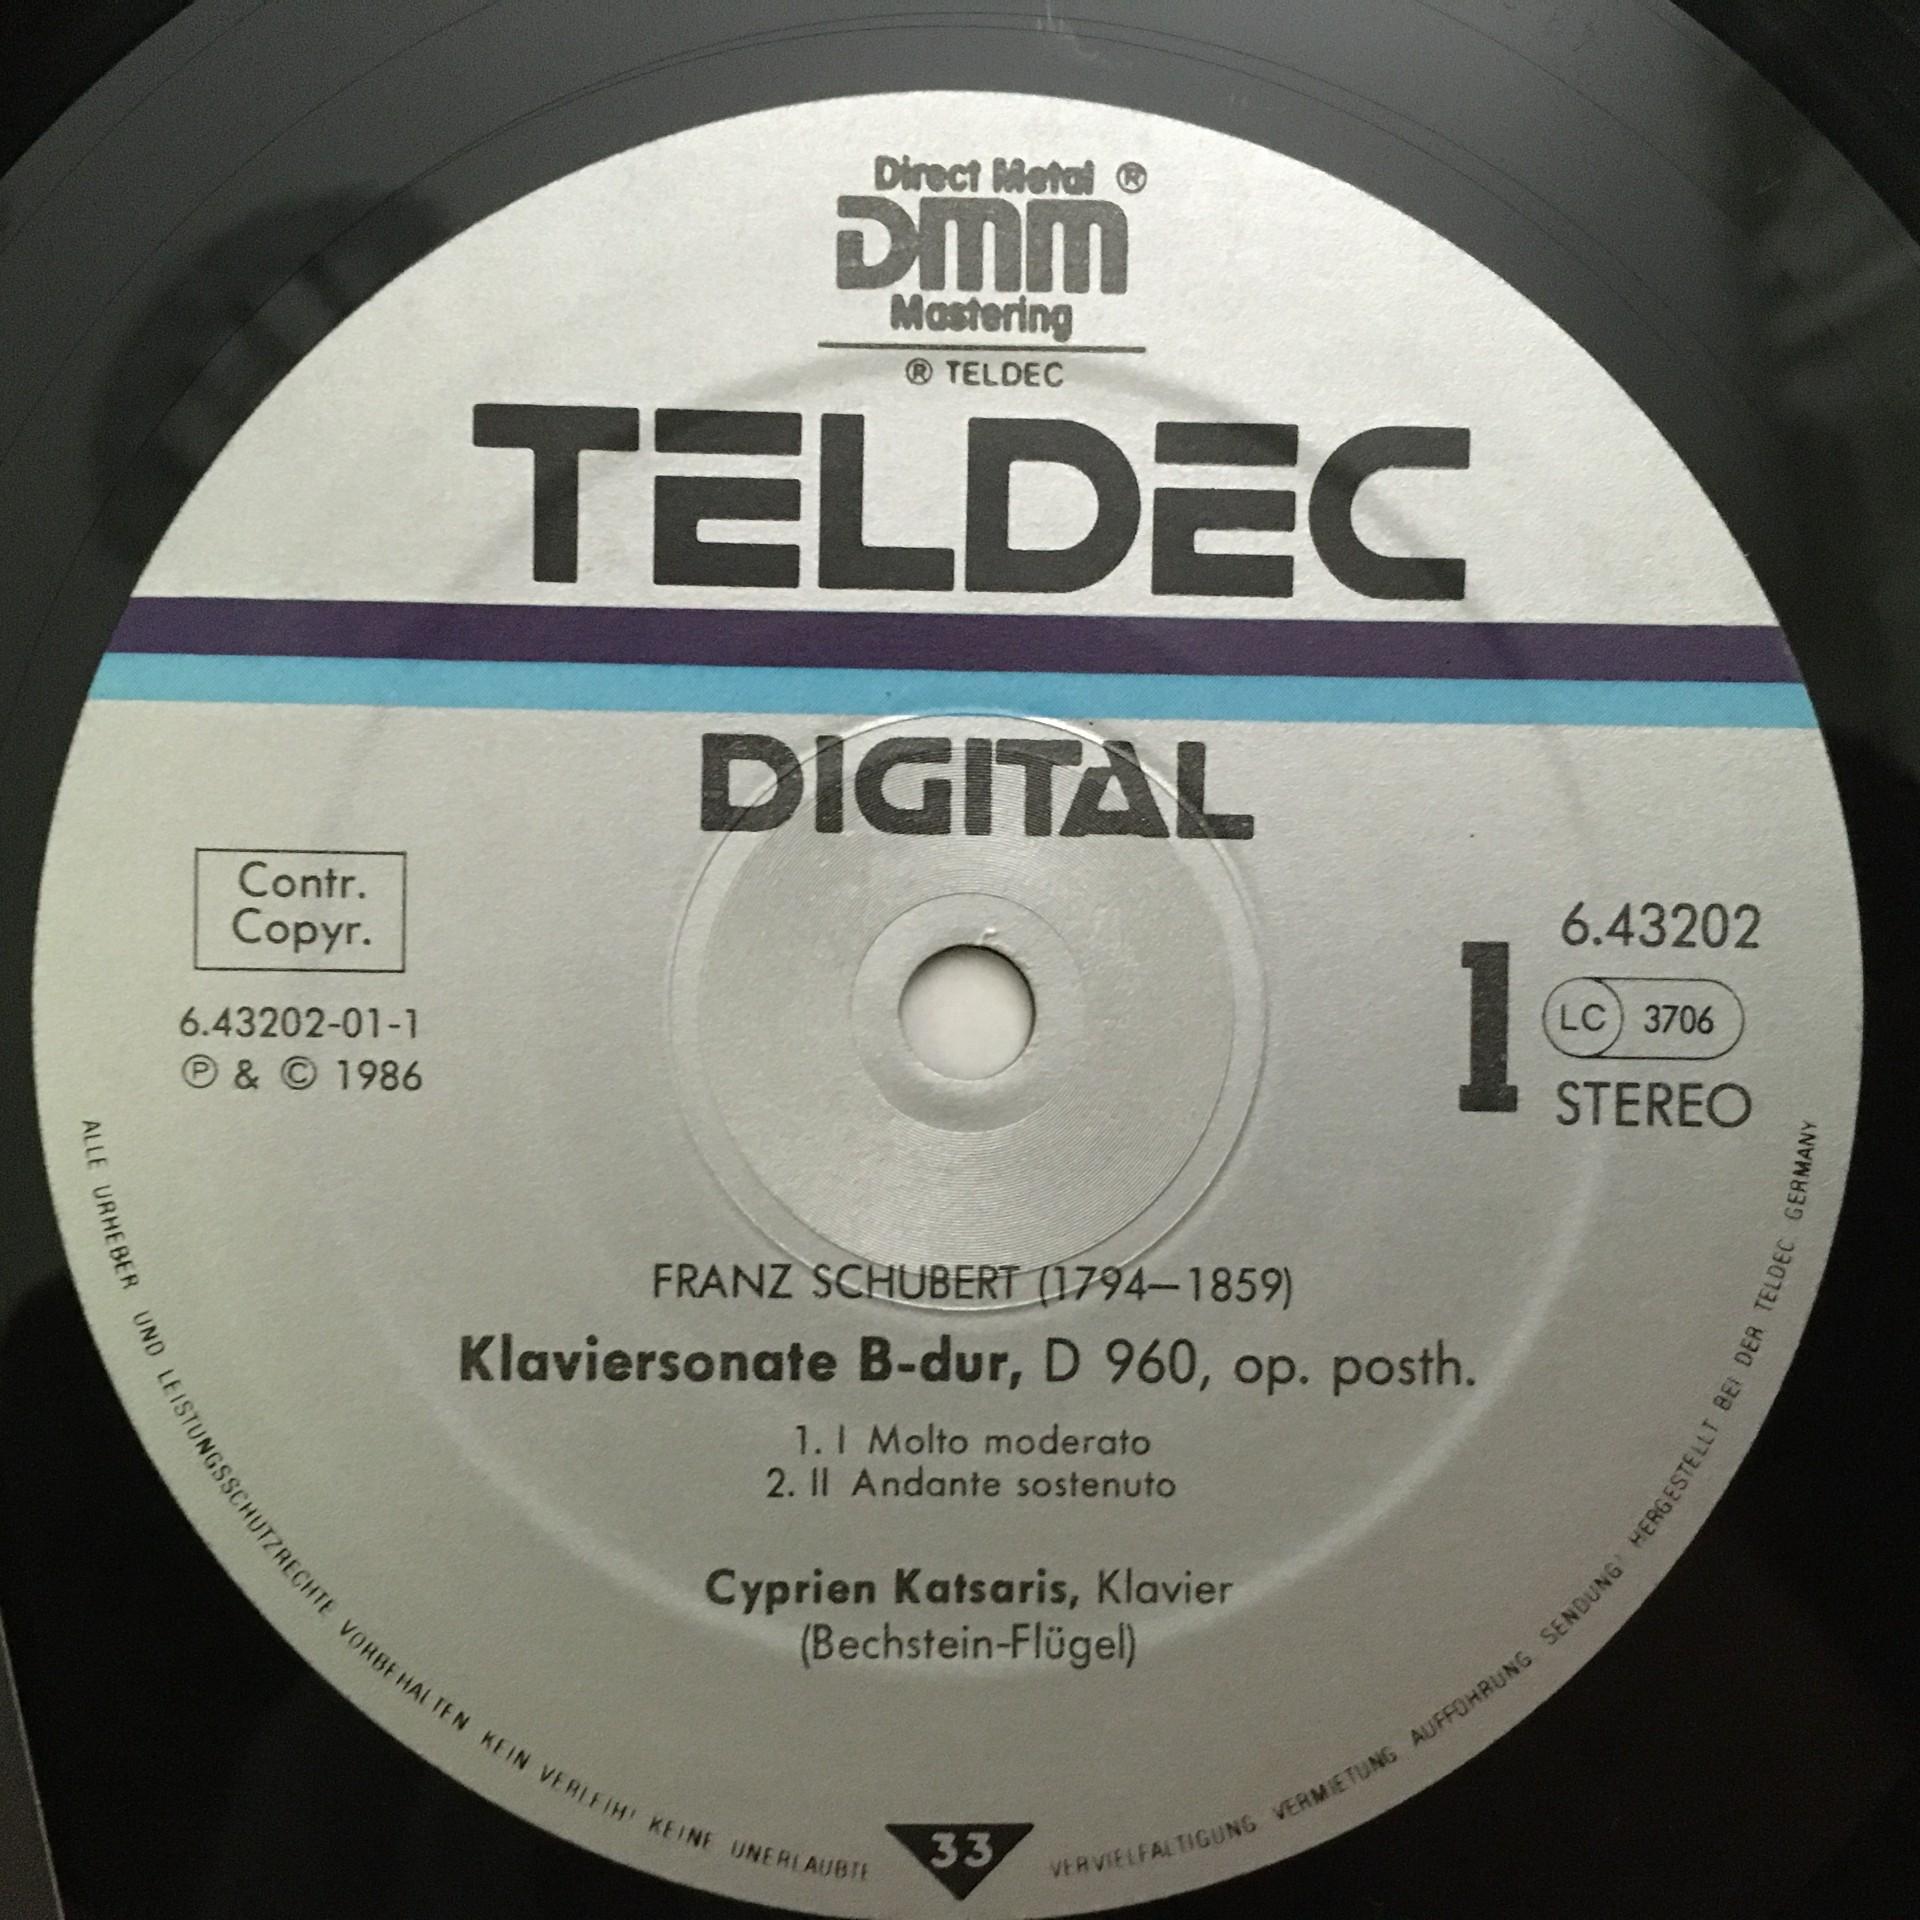 Direct Metal ®
DMM
Mastering
® TELDEC
TELDEC
DIGITAL
Contr.
Copyr.
6.43202-01-1
℗ & © 1986
6.43202
1
LC 3706
STEREO
FRANZ SCHUBERT (1794–1859)
Klaviersonate B-dur, D 960, op. posth.
1. I Molto moderato
2. II Andante sostenuto
Cyprien Katsaris, Klavier
(Bechstein-Flügel)
33
ALLE URHEBER UND LEISTUNGSSCHUTZRECHTE VORBEHALTEN KEIN VERLEIH! KEINE UNERLAUBTE VERVIELFALTIGUNG VERMIETUNG AUFFÜHRUNG SENDUNG! HERGESTELLT BEI DER TELDEC GERMANY